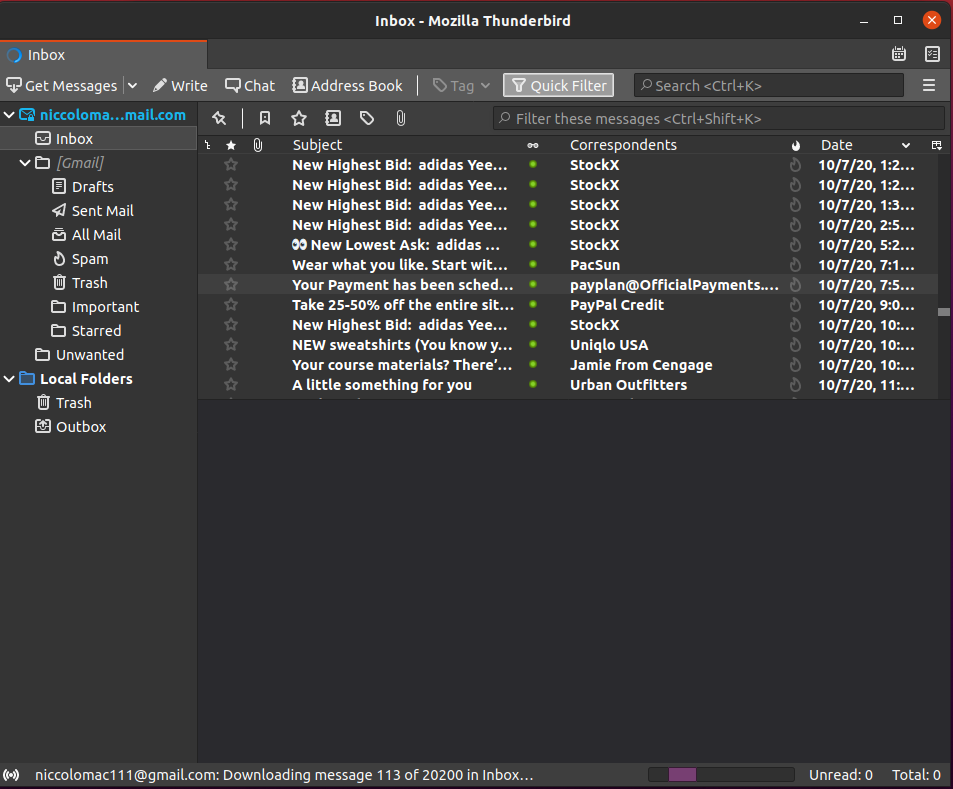 Inbox - Mozilla Thunderbird
Inbox
Get Messages Write Chat Address Book Tag Quick Filter Search <Ctrl+K>
niccoloma…mail.com
Filter these messages <Ctrl+Shift+K>
Inbox
[Gmail]
Drafts
Sent Mail
All Mail
Spam
Trash
Important
Starred
Unwanted
Local Folders
Trash
Outbox
Subject Correspondents Date
New Highest Bid: adidas Yee… StockX 10/7/20, 1:2…
New Highest Bid: adidas Yee… StockX 10/7/20, 1:2…
New Highest Bid: adidas Yee… StockX 10/7/20, 1:3…
New Highest Bid: adidas Yee… StockX 10/7/20, 2:5…
👀 New Lowest Ask: adidas … StockX 10/7/20, 5:2…
Wear what you like. Start wit… PacSun 10/7/20, 7:1…
Your Payment has been sched… payplan@OfficialPayments.… 10/7/20, 7:5…
Take 25-50% off the entire sit… PayPal Credit 10/7/20, 9:0…
New Highest Bid: adidas Yee… StockX 10/7/20, 10:…
NEW sweatshirts (You know y… Uniqlo USA 10/7/20, 10:…
Your course materials? There’… Jamie from Cengage 10/7/20, 10:…
A little something for you Urban Outfitters 10/7/20, 11:…
niccolomac111@gmail.com: Downloading message 113 of 20200 in Inbox… Unread: 0 Total: 0